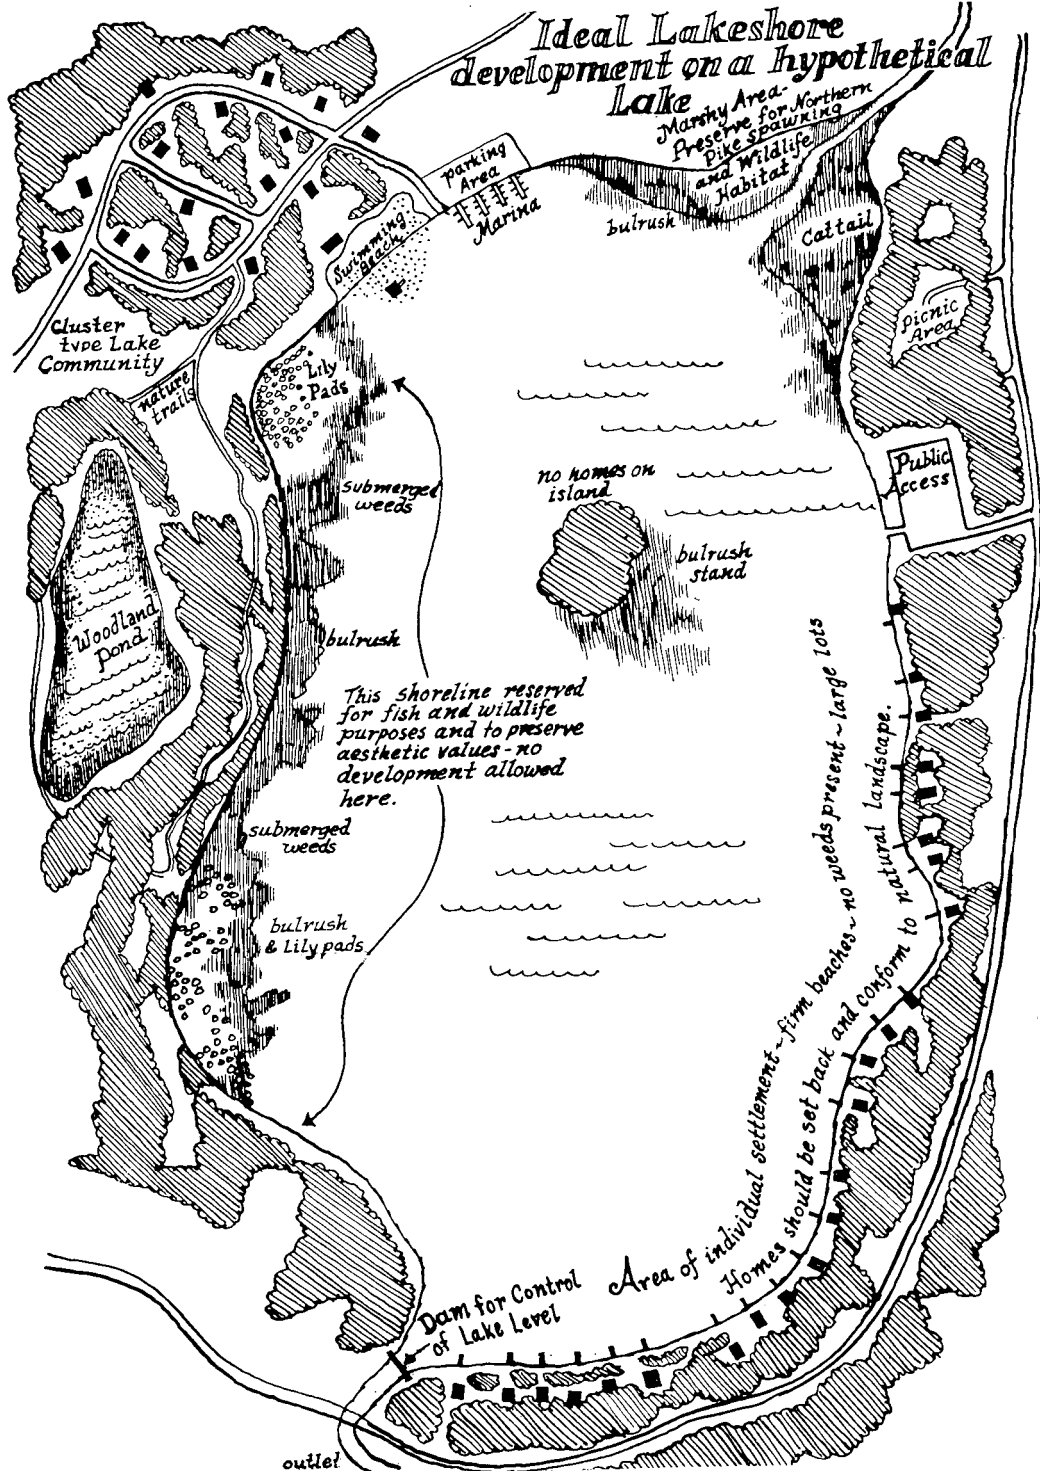 Ideal Lakeshore
development on a hypothetical
Lake
Marshy Area-
Preserve for Northern
Pike spawning
and Wildlife
Habitat
parking
Area
Marina
Swimming
Beach
bulrush
Cattail
Picnic
Area
Cluster
type Lake
Community
nature
trails
Lily
Pads
Public
Access
no homes on
island
submerged
weeds
bulrush
stand
Woodland
pond
bulrush
This shoreline reserved
for fish and wildlife
purposes and to preserve
aesthetic values - no
development allowed
here.
submerged
weeds
bulrush
& Lily pads
Area of individual settlement ~ firm beaches ~ no weeds present ~ large lots
Homes should be set back and conform to natural landscape.
Dam for Control
of Lake Level
outlet